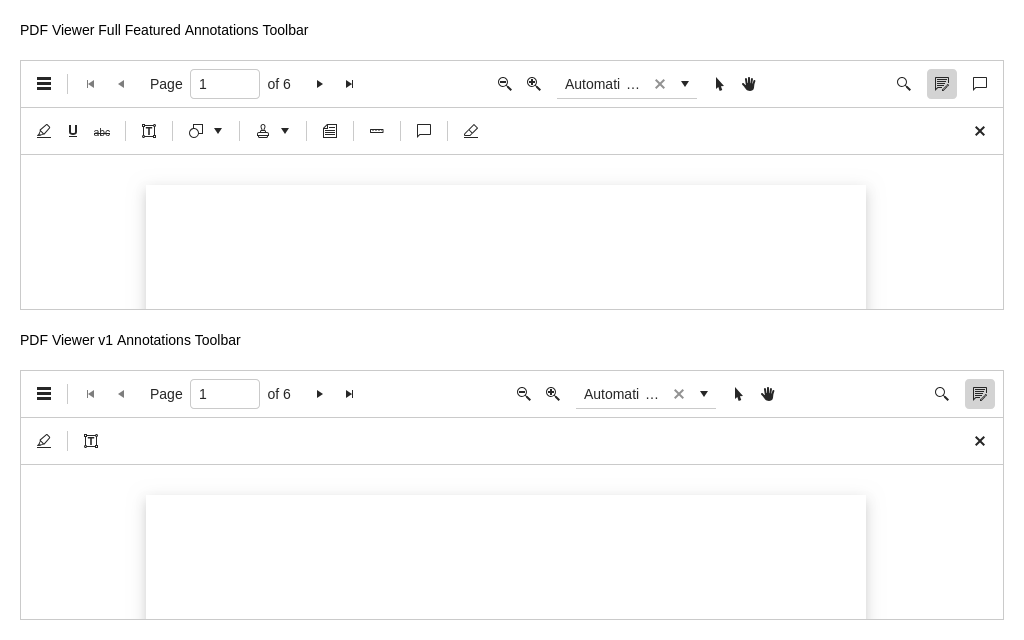 PDF Viewer Full Featured Annotations Toolbar
Page 1 of 6 Automati ...
U abc T
PDF Viewer v1 Annotations Toolbar
Page 1 of 6 Automati ...
T